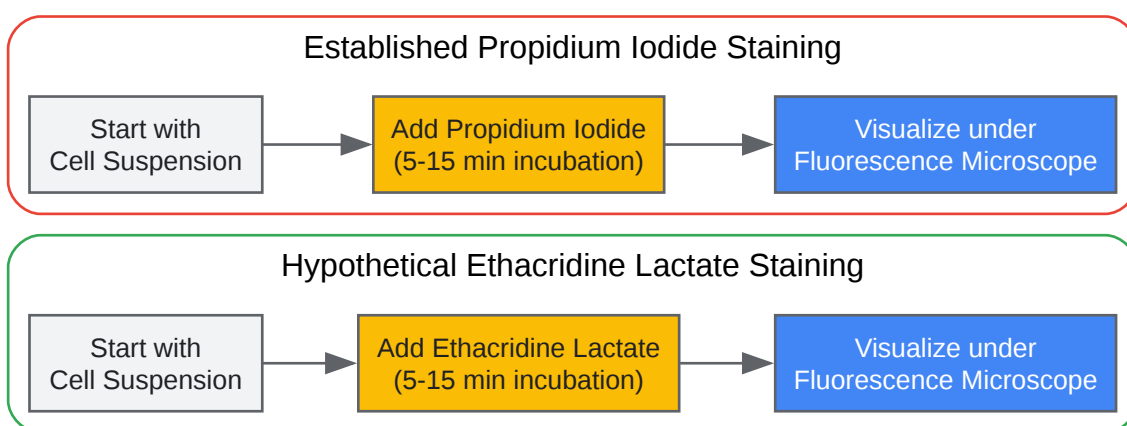 Established Propidium Iodide Staining
Start with
Cell Suspension
Add Propidium Iodide
(5-15 min incubation)
Visualize under
Fluorescence Microscope
Hypothetical Ethacridine Lactate Staining
Start with
Cell Suspension
Add Ethacridine Lactate
(5-15 min incubation)
Visualize under
Fluorescence Microscope